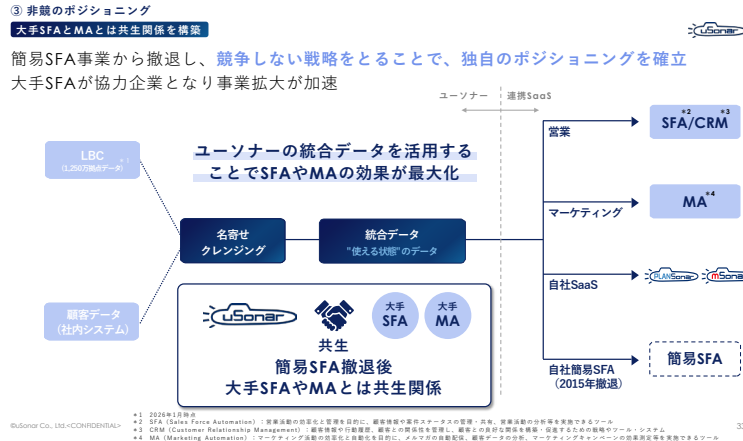 ③ 非競のポジショニング
大手SFAとMAとは共生関係を構築
uSonar
簡易SFA事業から撤退し、競争しない戦略をとることで、独自のポジショニングを確立
大手SFAが協力企業となり事業拡大が加速
ユーソナー
連携SaaS
LBC
(1,250万拠点データ)*1
ユーソナーの統合データを活用する
ことでSFAやMAの効果が最大化
営業
SFA/CRM
*2 *3
名寄せ
クレンジング
統合データ
"使える状態"のデータ
マーケティング
MA*4
顧客データ
(社内システム)
自社SaaS
PLANSonar
mSonar
uSonar
大手
SFA
大手
MA
共生
簡易SFA撤退後
大手SFAやMAとは共生関係
自社簡易SFA
(2015年撤退)
簡易SFA
©uSonar Co., Ltd.<CONFIDENTIAL>
*1 2026年1月時点
*2 SFA(Sales Force Automation):営業活動の効率化と管理を目的に、顧客情報や案件ステータスの管理・共有、営業活動の分析等を実施できるツール
*3 CRM(Customer Relationship Management):顧客情報や行動履歴、顧客との関係性を管理し、顧客との良好な関係を構築・促進するための戦略やツール・システム
*4 MA(Marketing Automation):マーケティング活動の効率化と自動化を目的に、メルマガの自動配信、顧客データの分析、マーケティングキャンペーンの効果測定等を実施できるツール